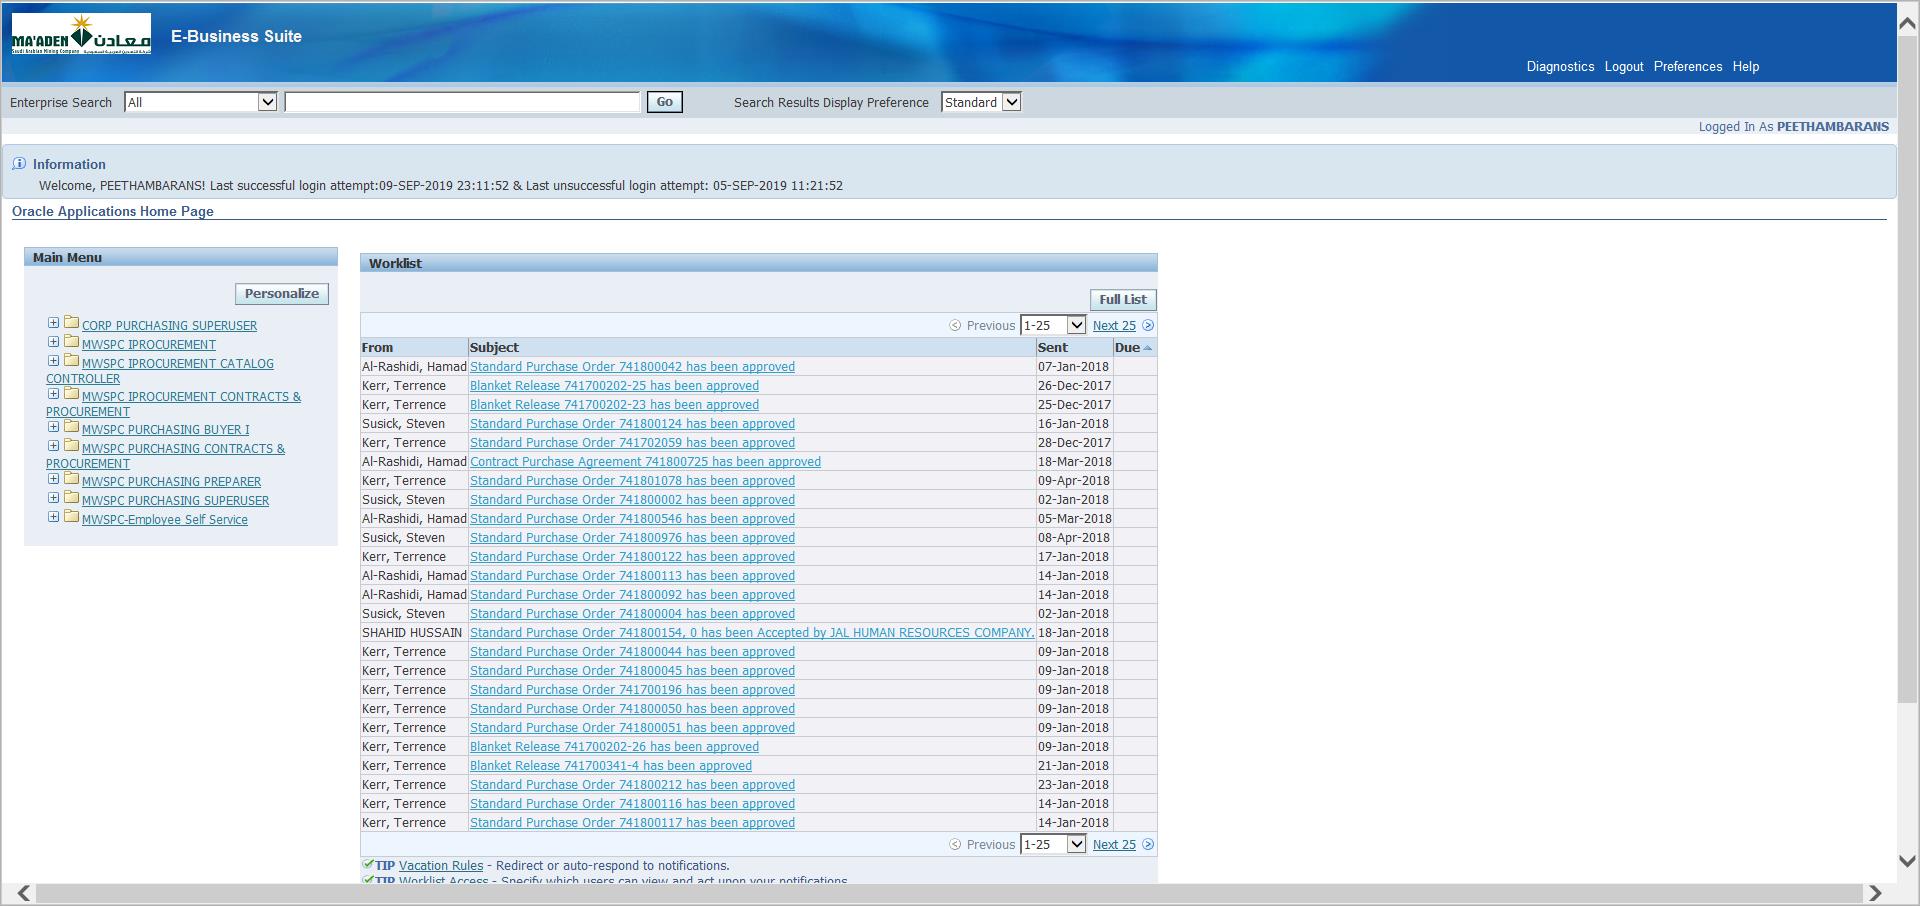 MA'ADEN معادن
Saudi Arabian Mining Company
E-Business Suite
Diagnostics Logout Preferences Help
Enterprise Search All Go Search Results Display Preference Standard
Logged In As PEETHAMBARANS
Information
Welcome, PEETHAMBARANS! Last successful login attempt:09-SEP-2019 23:11:52 & Last unsuccessful login attempt: 05-SEP-2019 11:21:52
Oracle Applications Home Page
Main Menu
Personalize
CORP PURCHASING SUPERUSER
MWSPC IPROCUREMENT
MWSPC IPROCUREMENT CATALOG
CONTROLLER
MWSPC IPROCUREMENT CONTRACTS &
PROCUREMENT
MWSPC PURCHASING BUYER I
MWSPC PURCHASING CONTRACTS &
PROCUREMENT
MWSPC PURCHASING PREPARER
MWSPC PURCHASING SUPERUSER
MWSPC-Employee Self Service
Worklist
Full List
Previous 1-25 Next 25
From Subject Sent Due
Al-Rashidi, Hamad Standard Purchase Order 741800042 has been approved 07-Jan-2018
Kerr, Terrence Blanket Release 741700202-25 has been approved 26-Dec-2017
Kerr, Terrence Blanket Release 741700202-23 has been approved 25-Dec-2017
Susick, Steven Standard Purchase Order 741800124 has been approved 16-Jan-2018
Kerr, Terrence Standard Purchase Order 741702059 has been approved 28-Dec-2017
Al-Rashidi, Hamad Contract Purchase Agreement 741800725 has been approved 18-Mar-2018
Kerr, Terrence Standard Purchase Order 741801078 has been approved 09-Apr-2018
Susick, Steven Standard Purchase Order 741800002 has been approved 02-Jan-2018
Al-Rashidi, Hamad Standard Purchase Order 741800546 has been approved 05-Mar-2018
Susick, Steven Standard Purchase Order 741800976 has been approved 08-Apr-2018
Kerr, Terrence Standard Purchase Order 741800122 has been approved 17-Jan-2018
Al-Rashidi, Hamad Standard Purchase Order 741800113 has been approved 14-Jan-2018
Al-Rashidi, Hamad Standard Purchase Order 741800092 has been approved 14-Jan-2018
Susick, Steven Standard Purchase Order 741800004 has been approved 02-Jan-2018
SHAHID HUSSAIN Standard Purchase Order 741800154, 0 has been Accepted by JAL HUMAN RESOURCES COMPANY. 18-Jan-2018
Kerr, Terrence Standard Purchase Order 741800044 has been approved 09-Jan-2018
Kerr, Terrence Standard Purchase Order 741800045 has been approved 09-Jan-2018
Kerr, Terrence Standard Purchase Order 741700196 has been approved 09-Jan-2018
Kerr, Terrence Standard Purchase Order 741800050 has been approved 09-Jan-2018
Kerr, Terrence Standard Purchase Order 741800051 has been approved 09-Jan-2018
Kerr, Terrence Blanket Release 741700202-26 has been approved 09-Jan-2018
Kerr, Terrence Blanket Release 741700341-4 has been approved 21-Jan-2018
Kerr, Terrence Standard Purchase Order 741800212 has been approved 23-Jan-2018
Kerr, Terrence Standard Purchase Order 741800116 has been approved 14-Jan-2018
Kerr, Terrence Standard Purchase Order 741800117 has been approved 14-Jan-2018
Previous 1-25 Next 25
TIP Vacation Rules - Redirect or auto-respond to notifications.
TIP Worklist Access - Specify which users can view and act upon your notifications.